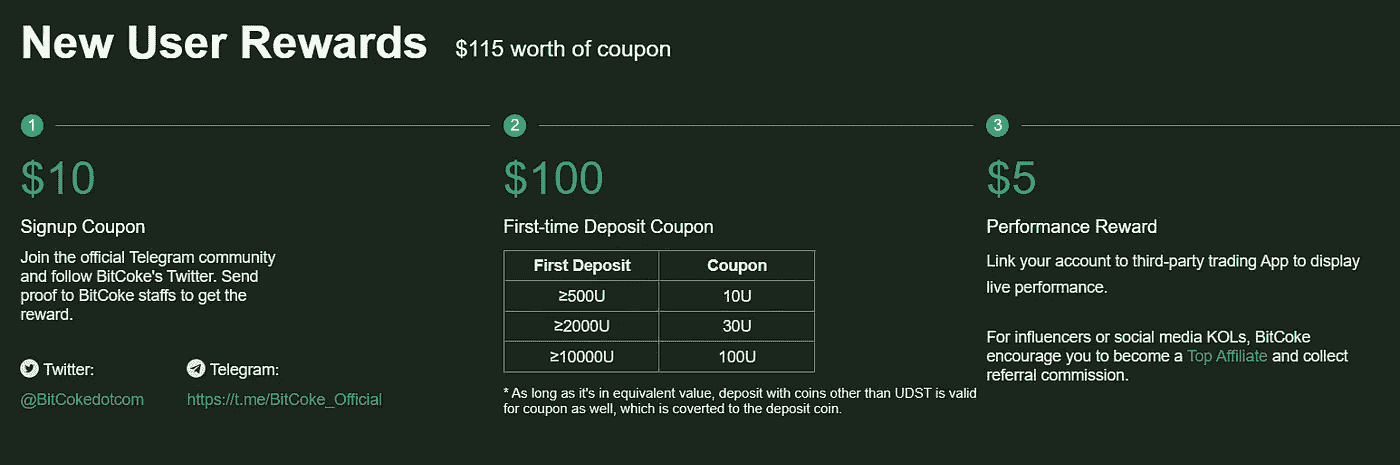 New User Rewards $115 worth of coupon
1
$10
Signup Coupon
Join the official Telegram community
and follow BitCoke's Twitter. Send
proof to BitCoke staffs to get the
reward.
Twitter: Telegram:
@BitCokedotcom https://t.me/BitCoke_Official
2
$100
First-time Deposit Coupon
First Deposit Coupon
≥500U 10U
≥2000U 30U
≥10000U 100U
* As long as it's in equivalent value, deposit with coins other than UDST is valid
for coupon as well, which is coverted to the deposit coin.
3
$5
Performance Reward
Link your account to third-party trading App to display
live performance.
For influencers or social media KOLs, BitCoke
encourage you to become a Top Affiliate and collect
referral commission.